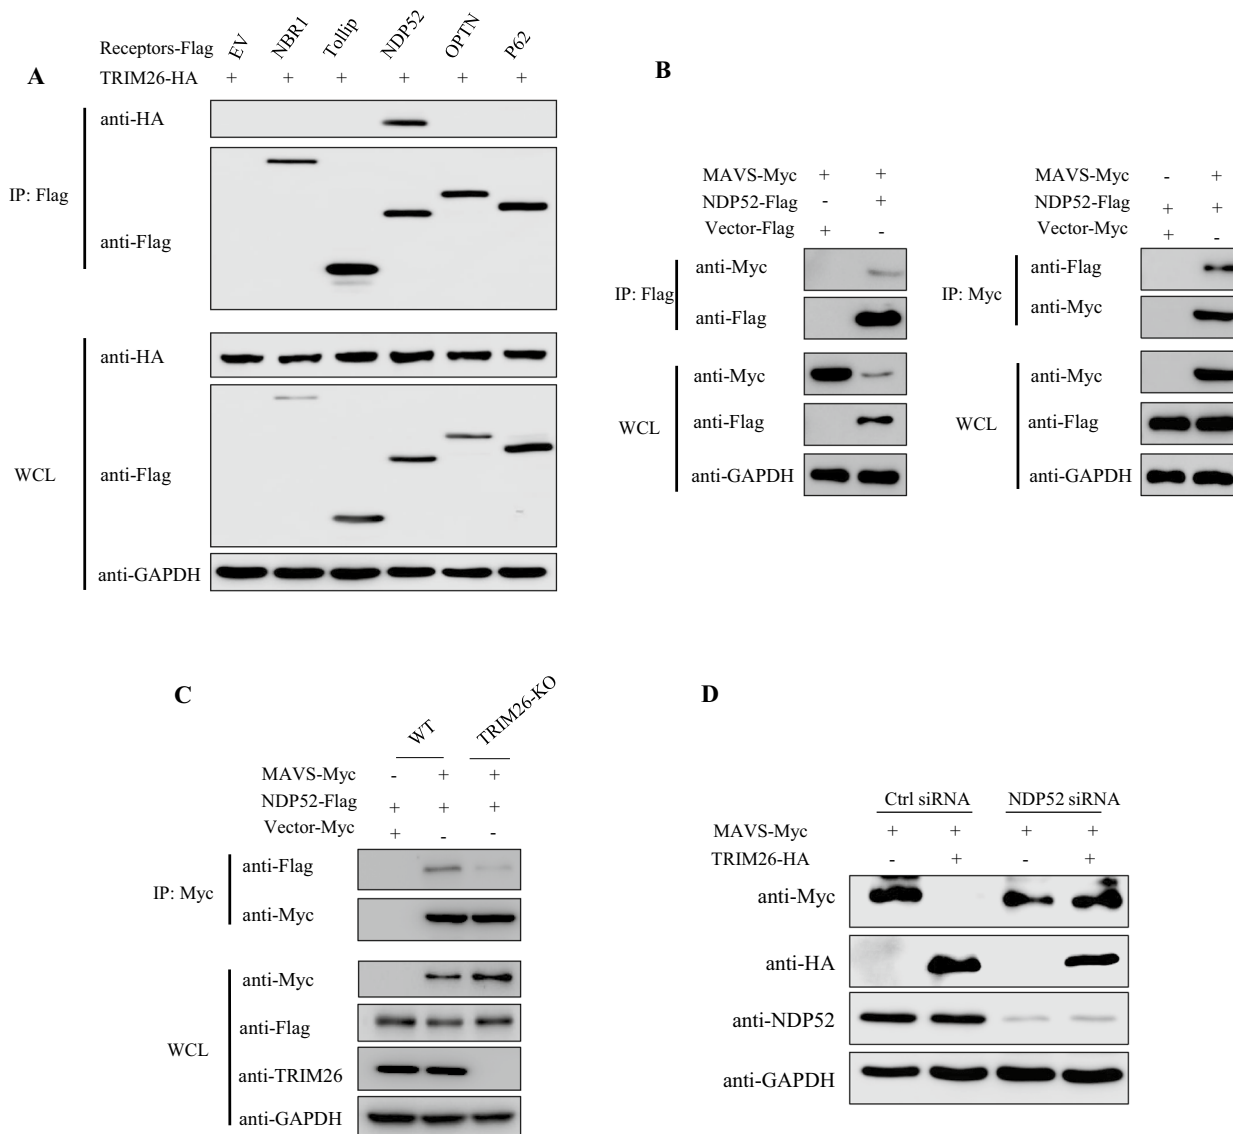 A
Receptors-Flag EV NBR1 Tollip NDP52 OPTN P62
TRIM26-HA + + + + + +
IP: Flag
anti-HA
anti-Flag
WCL
anti-HA
anti-Flag
anti-GAPDH
B
MAVS-Myc + +
NDP52-Flag - +
Vector-Flag + -
IP: Flag
anti-Myc
anti-Flag
WCL
anti-Myc
anti-Flag
anti-GAPDH
MAVS-Myc - +
NDP52-Flag + +
Vector-Myc + -
IP: Myc
anti-Flag
anti-Myc
WCL
anti-Myc
anti-Flag
anti-GAPDH
C
WT TRIM26-KO
MAVS-Myc - + +
NDP52-Flag + + +
Vector-Myc + - -
IP: Myc
anti-Flag
anti-Myc
WCL
anti-Myc
anti-Flag
anti-TRIM26
anti-GAPDH
D
Ctrl siRNA NDP52 siRNA
MAVS-Myc + + + +
TRIM26-HA - + - +
anti-Myc
anti-HA
anti-NDP52
anti-GAPDH